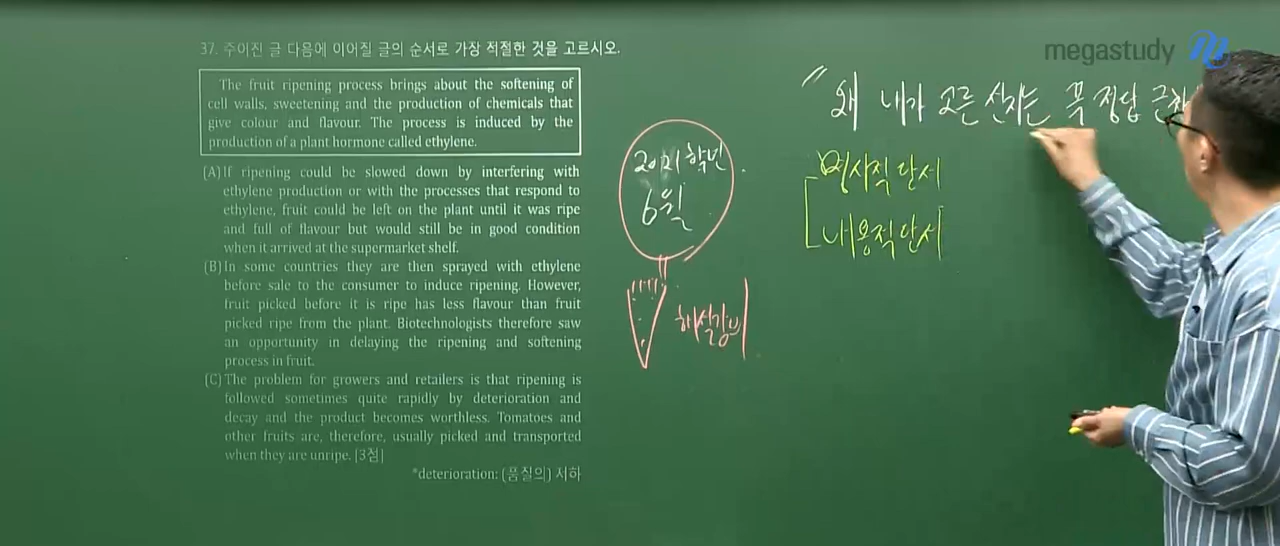 37. 주어진 글 다음에 이어질 글의 순서로 가장 적절한 것을 고르시오.
The fruit ripening process brings about the softening of
cell walls, sweetening and the production of chemicals that
give colour and flavour. The process is induced by the
production of a plant hormone called ethylene.
(A) If ripening could be slowed down by interfering with
ethylene production or with the processes that respond to
ethylene, fruit could be left on the plant until it was ripe
and full of flavour but would still be in good condition
when it arrived at the supermarket shelf.
(B) In some countries they are then sprayed with ethylene
before sale to the consumer to induce ripening. However,
fruit picked before it is ripe has less flavour than fruit
picked ripe from the plant. Biotechnologists therefore saw
an opportunity in delaying the ripening and softening
process in fruit.
(C) The problem for growers and retailers is that ripening is
followed sometimes quite rapidly by deterioration and
decay and the product becomes worthless. Tomatoes and
other fruits are, therefore, usually picked and transported
when they are unripe. [3점]
*deterioration: (품질의) 저하
2021학년
6월
해설강의
megastudy
" 왜 내가 고른 선지는 꼭 정답 근처
명시적 단서
내용적 단서